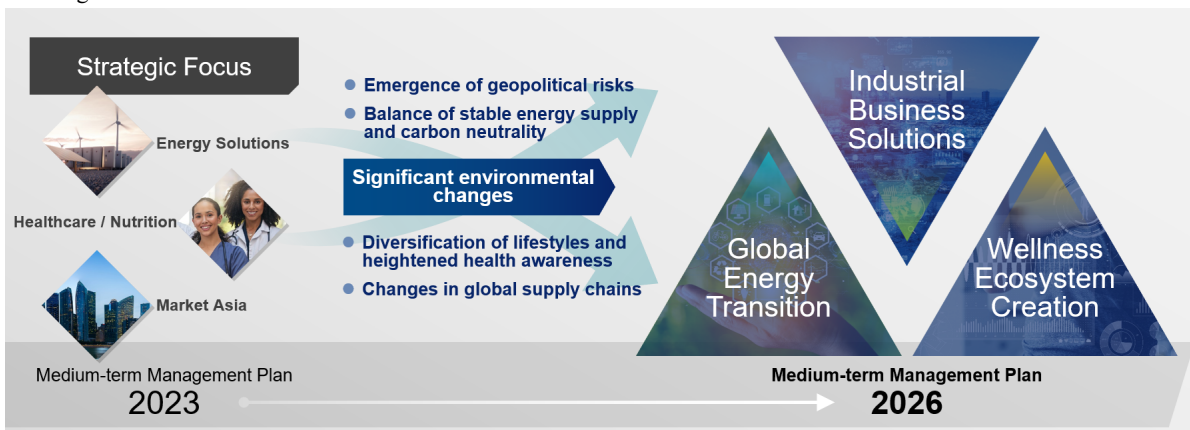 Strategic Focus
Energy Solutions
Healthcare / Nutrition
Market Asia
Emergence of geopolitical risks
Balance of stable energy supply
and carbon neutrality
Significant environmental
changes
Diversification of lifestyles and
heightened health awareness
Changes in global supply chains
Industrial
Business
Solutions
Global
Energy
Transition
Wellness
Ecosystem
Creation
Medium-term Management Plan
2023
Medium-term Management Plan
2026